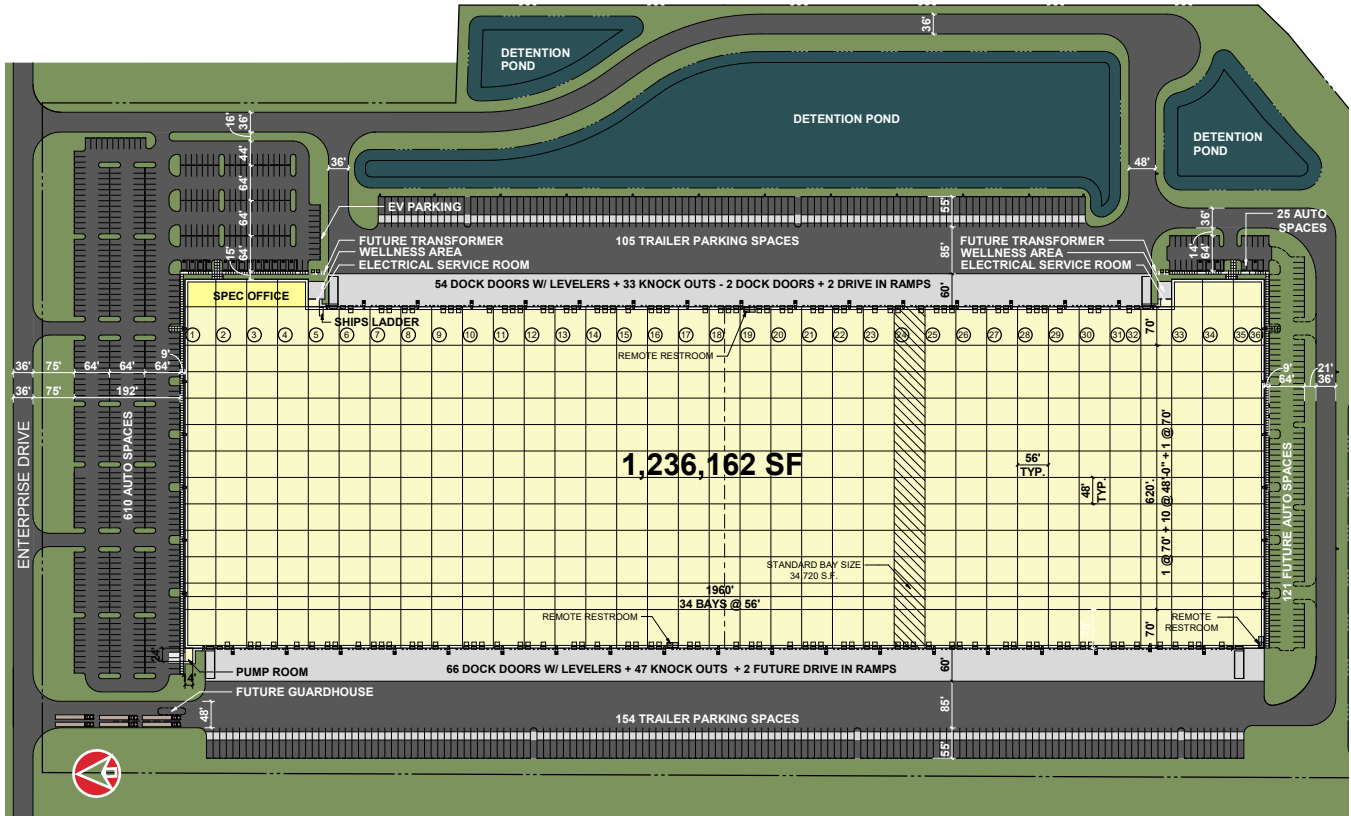 36'
DETENTION
POND
DETENTION POND
DETENTION
POND
16'
36'
44'
64'
64'
64'
15'
36'
48'
EV PARKING
55'
105 TRAILER PARKING SPACES
85'
60'
36'
14'
64'
25 AUTO
SPACES
FUTURE TRANSFORMER
WELLNESS AREA
ELECTRICAL SERVICE ROOM
FUTURE TRANSFORMER
WELLNESS AREA
ELECTRICAL SERVICE ROOM
54 DOCK DOORS W/ LEVELERS + 33 KNOCK OUTS - 2 DOCK DOORS + 2 DRIVE IN RAMPS
SPEC OFFICE
SHIPS LADDER
1 2 3 4 5 6 7 8 9 10 11 12 13 14 15 16 17 18 19 20 21 22 23 24 25 26 27 28 29 30 31 32 33 34 35 36
REMOTE RESTROOM
70'
36' 75' 64' 64' 64' 9'
36' 75' 192'
9' 21'
64' 36'
ENTERPRISE DRIVE
610 AUTO SPACES
1,236,162 SF
56'
TYP.
48'
TYP.
620'.
1 @ 70' + 10 @ 48'-0" + 1 @ 70'
121 FUTURE AUTO SPACES
STANDARD BAY SIZE
34,720 S.F.
1960'
34 BAYS @ 56'
REMOTE RESTROOM
70'
REMOTE
RESTROOM
24'
14'
PUMP ROOM
66 DOCK DOORS W/ LEVELERS + 47 KNOCK OUTS + 2 FUTURE DRIVE IN RAMPS
60'
FUTURE GUARDHOUSE
48'
154 TRAILER PARKING SPACES
85'
55'